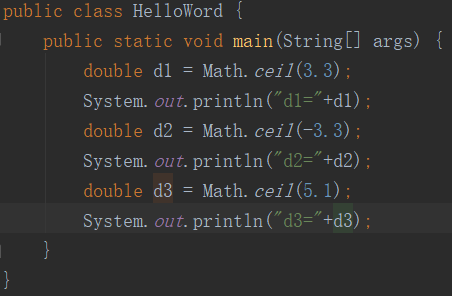 public class HelloWord {
    public static void main(String[] args) {
        double d1 = Math.ceil(3.3);
        System.out.println("d1="+d1);
        double d2 = Math.ceil(-3.3);
        System.out.println("d2="+d2);
        double d3 = Math.ceil(5.1);
        System.out.println("d3="+d3);
    }
}